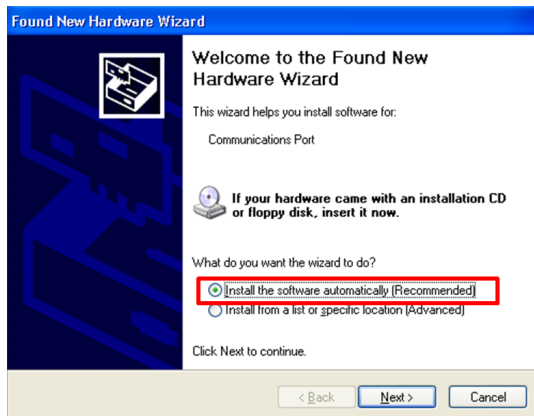 Found New Hardware Wizard
Welcome to the Found New
Hardware Wizard
This wizard helps you install software for:
Communications Port
If your hardware came with an installation CD
or floppy disk, insert it now.
What do you want the wizard to do?
Install the software automatically (Recommended)
Install from a list or specific location (Advanced)
Click Next to continue.
< Back Next > Cancel